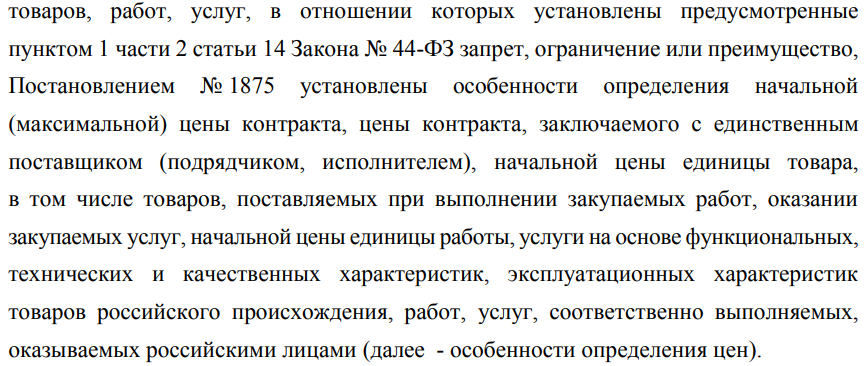 товаров, работ, услуг, в отношении которых установлены предусмотренные
пунктом 1 части 2 статьи 14 Закона № 44-ФЗ запрет, ограничение или преимущество,
Постановлением № 1875 установлены особенности определения начальной
(максимальной) цены контракта, цены контракта, заключаемого с единственным
поставщиком (подрядчиком, исполнителем), начальной цены единицы товара,
в том числе товаров, поставляемых при выполнении закупаемых работ, оказании
закупаемых услуг, начальной цены единицы работы, услуги на основе функциональных,
технических и качественных характеристик, эксплуатационных характеристик
товаров российского происхождения, работ, услуг, соответственно выполняемых,
оказываемых российскими лицами (далее - особенности определения цен).